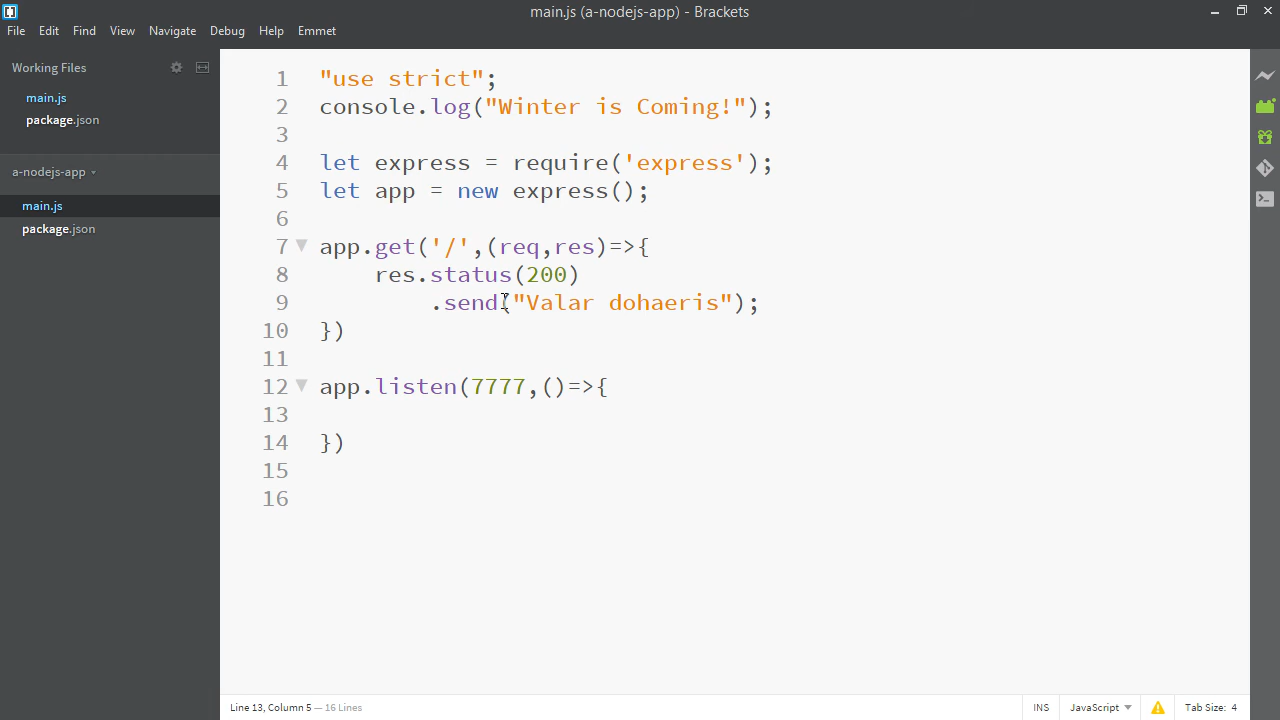 main.js (a-nodejs-app) - Brackets
File Edit Find View Navigate Debug Help Emmet
Working Files
main.js
package.json
a-nodejs-app
main.js
package.json
1 "use strict";
2 console.log("Winter is Coming!");
3
4 let express = require('express');
5 let app = new express();
6
7 app.get('/',(req,res)=>{
8 res.status(200)
9 .send("Valar dohaeris");
10 })
11
12 app.listen(7777,()=>{
13
14 })
15
16
Line 13, Column 5 — 16 Lines
INS JavaScript Tab Size: 4